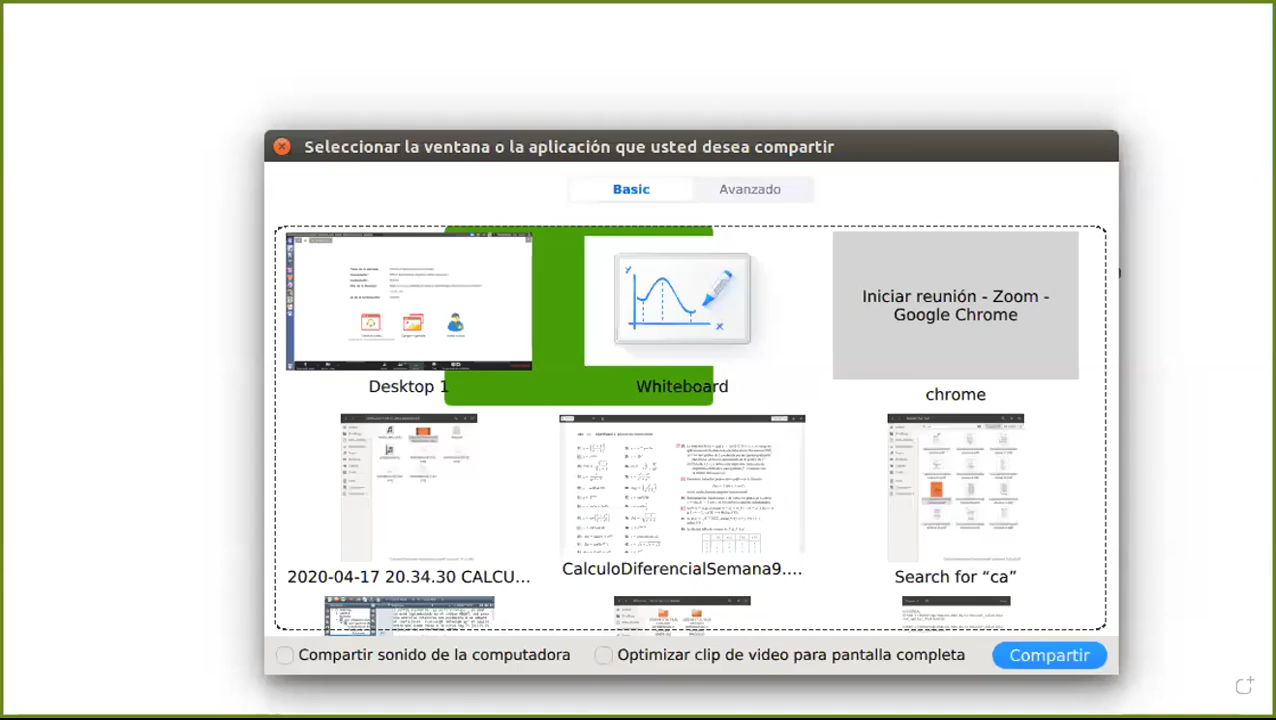 Seleccionar la ventana o la aplicación que usted desea compartir
Basic
Avanzado
Iniciar reunión - Zoom -
Google Chrome
Desktop 1
Whiteboard
chrome
2020-04-17 20.34.30 CALCU...
CalculoDiferencialSemana9....
Search for “ca”
Compartir sonido de la computadora
Optimizar clip de video para pantalla completa
Compartir